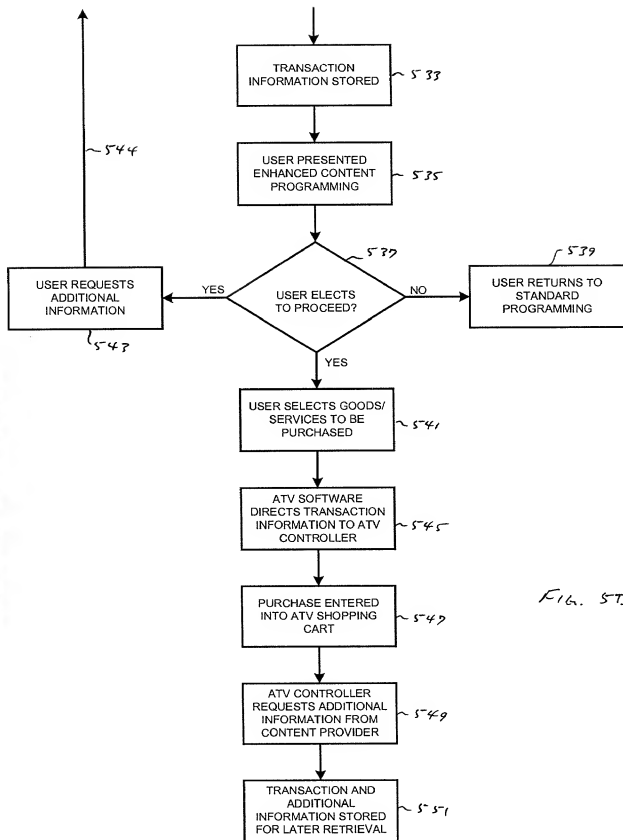 TRANSACTION
INFORMATION STORED
533
544
USER PRESENTED
ENHANCED CONTENT
PROGRAMMING
535
537
539
USER REQUESTS
ADDITIONAL
INFORMATION
543
YES
USER ELECTS
TO PROCEED?
NO
USER RETURNS TO
STANDARD
PROGRAMMING
YES
USER SELECTS GOODS/
SERVICES TO BE
PURCHASED
541
ATV SOFTWARE
DIRECTS TRANSACTION
INFORMATION TO ATV
CONTROLLER
545
PURCHASE ENTERED
INTO ATV SHOPPING
CART
547
FIG.
ATV CONTROLLER
REQUESTS ADDITIONAL
INFORMATION FROM
CONTENT PROVIDER
549
TRANSACTION AND
ADDITIONAL
INFORMATION STORED
FOR LATER RETRIEVAL
551